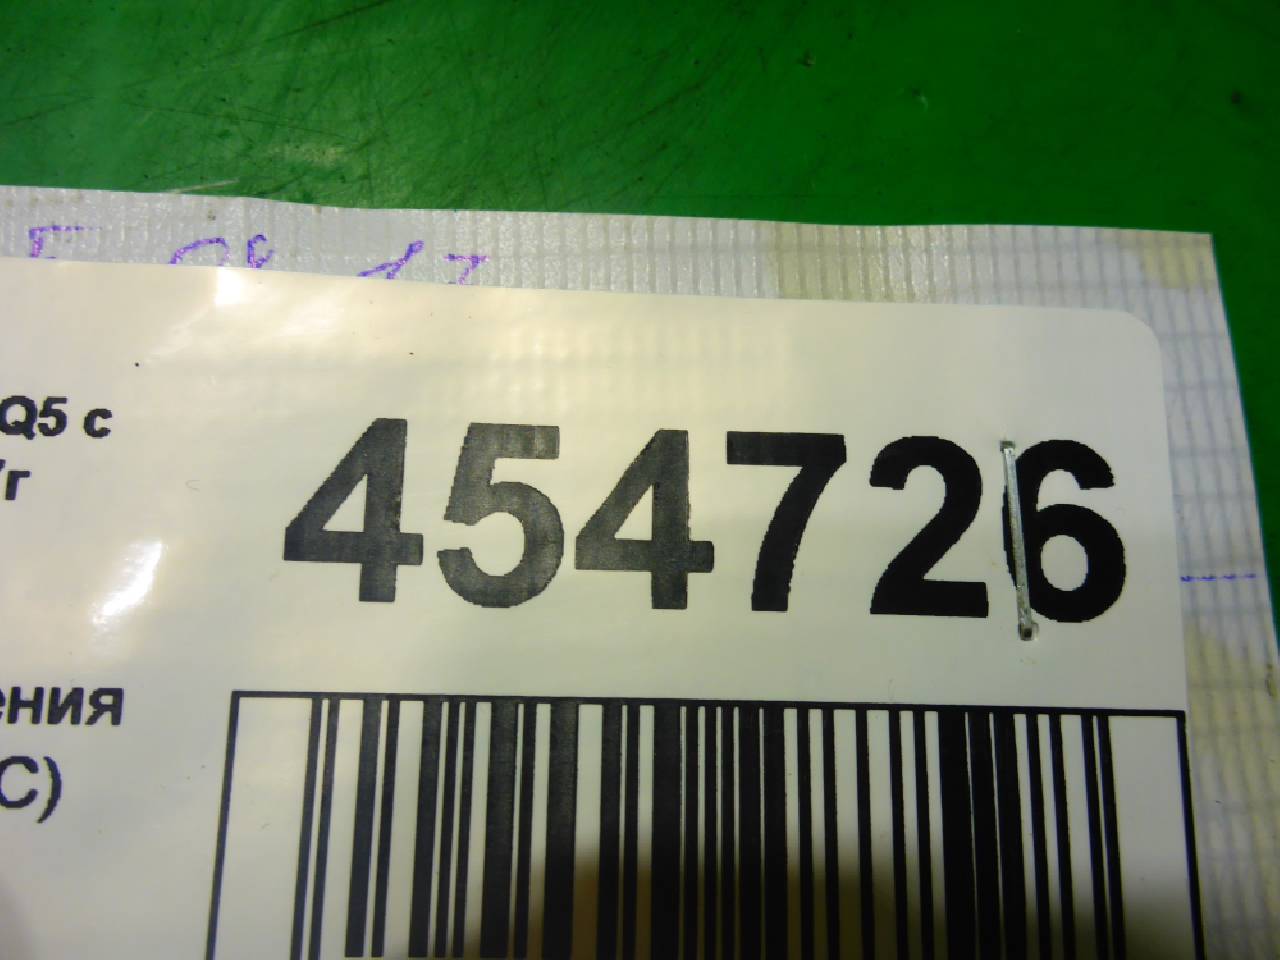 Q5 с
454726
/г
ения
С)